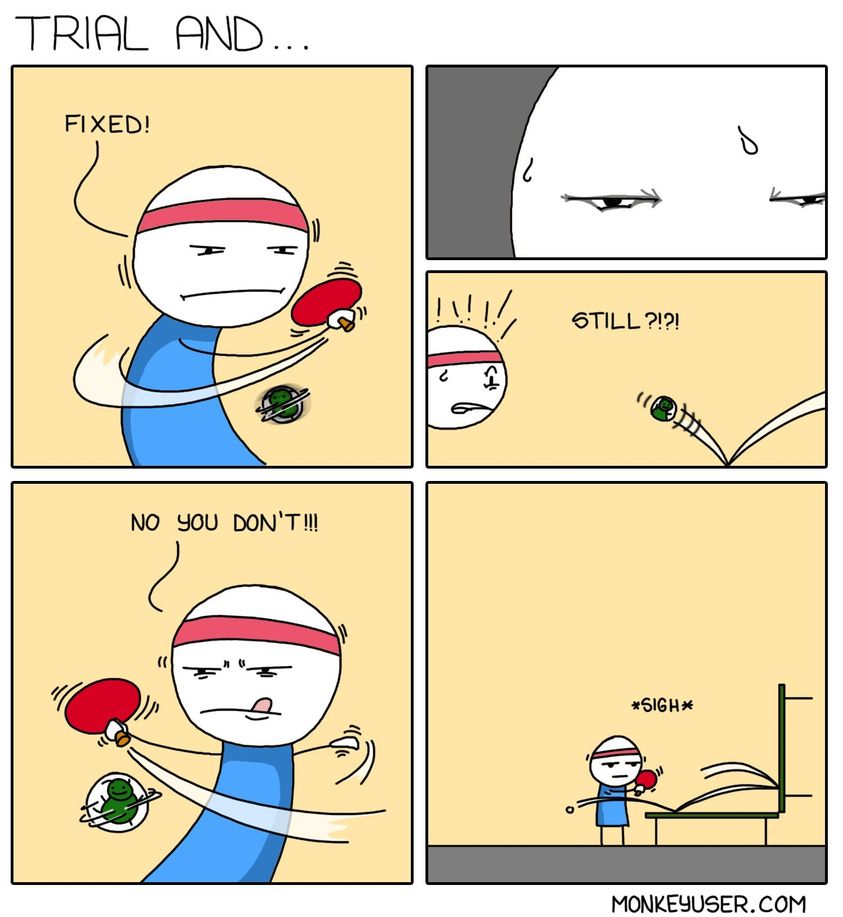 TRIAL AND...
FIXED!
STILL?!?!
NO YOU DON'T!!!
*SIGH*
MONKEYUSER.COM